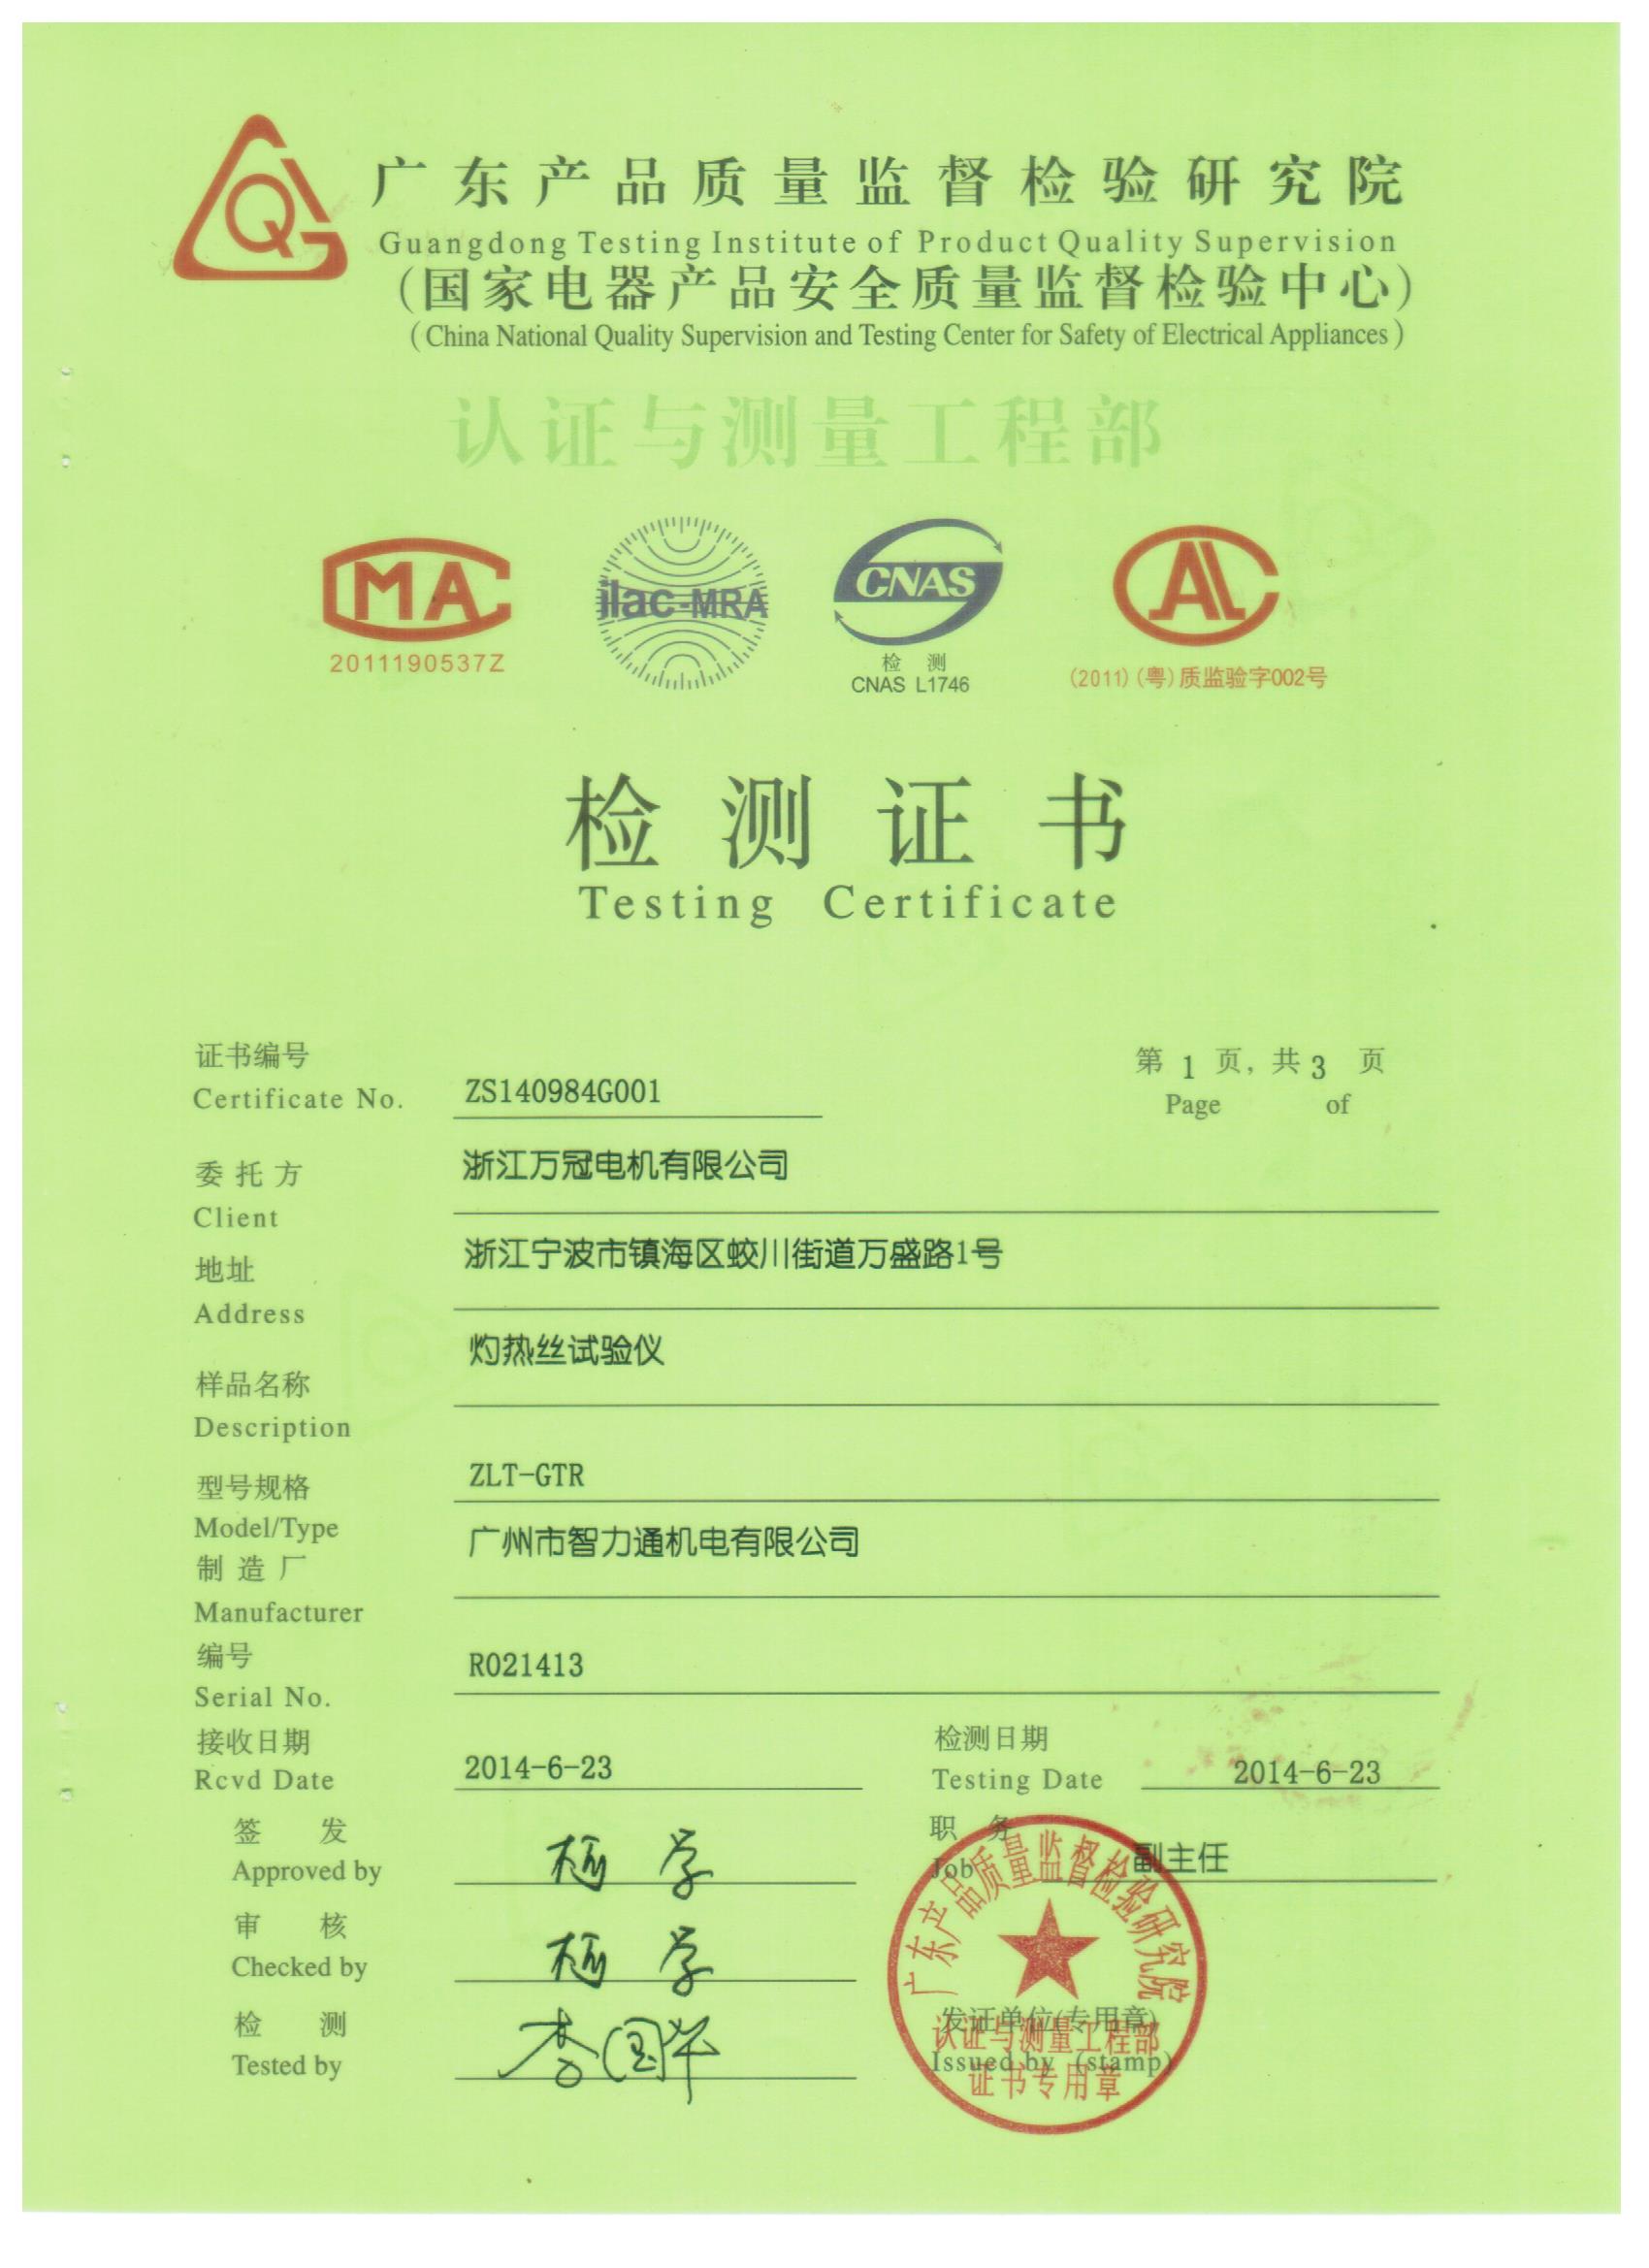 广东产品质量监督检验研究院
Guangdong Testing Institute of Product Quality Supervision
(国家电器产品安全质量监督检验中心)
(China National Quality Supervision and Testing Center for Safety of Electrical Appliances)
认证与测量工程部
MA ilac-MRA CNAS AL
2011190537Z
检 测
CNAS L1746
(2011)(粤)质监验字002号
检测证书
Testing Certificate
证书编号
Certificate No. ZS140984G001
第 1 页, 共 3 页
Page of
委托方 浙江万冠电机有限公司
Client
地址 浙江宁波市镇海区蛟川街道万盛路1号
Address
样品名称 灼热丝试验仪
Description
型号规格 ZLT-GTR
Model/Type
制造厂 广州市智力通机电有限公司
Manufacturer
编号 R021413
Serial No.
接收日期
Rcvd Date 2014-6-23
检测日期
Testing Date 2014-6-23
签 发
Approved by
职 务 副主任
Job
审 核
Checked by
检 测
Tested by 李国华
广东产品质量监督检验研究院
发证单位(专用章)
认证与测量工程部
Issued by (stamp)
证书专用章